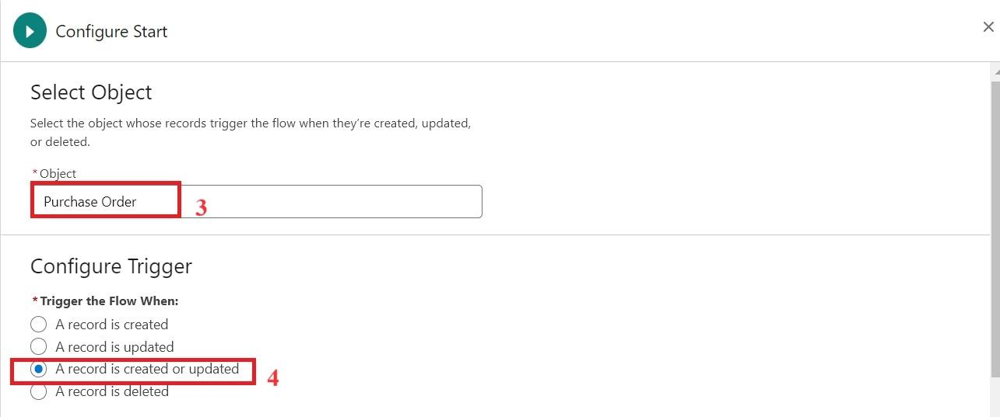 Configure Start
Select Object
Select the object whose records trigger the flow when they’re created, updated,
or deleted.
*Object
Purchase Order
3
Configure Trigger
*Trigger the Flow When:
A record is created
A record is updated
A record is created or updated
4
A record is deleted